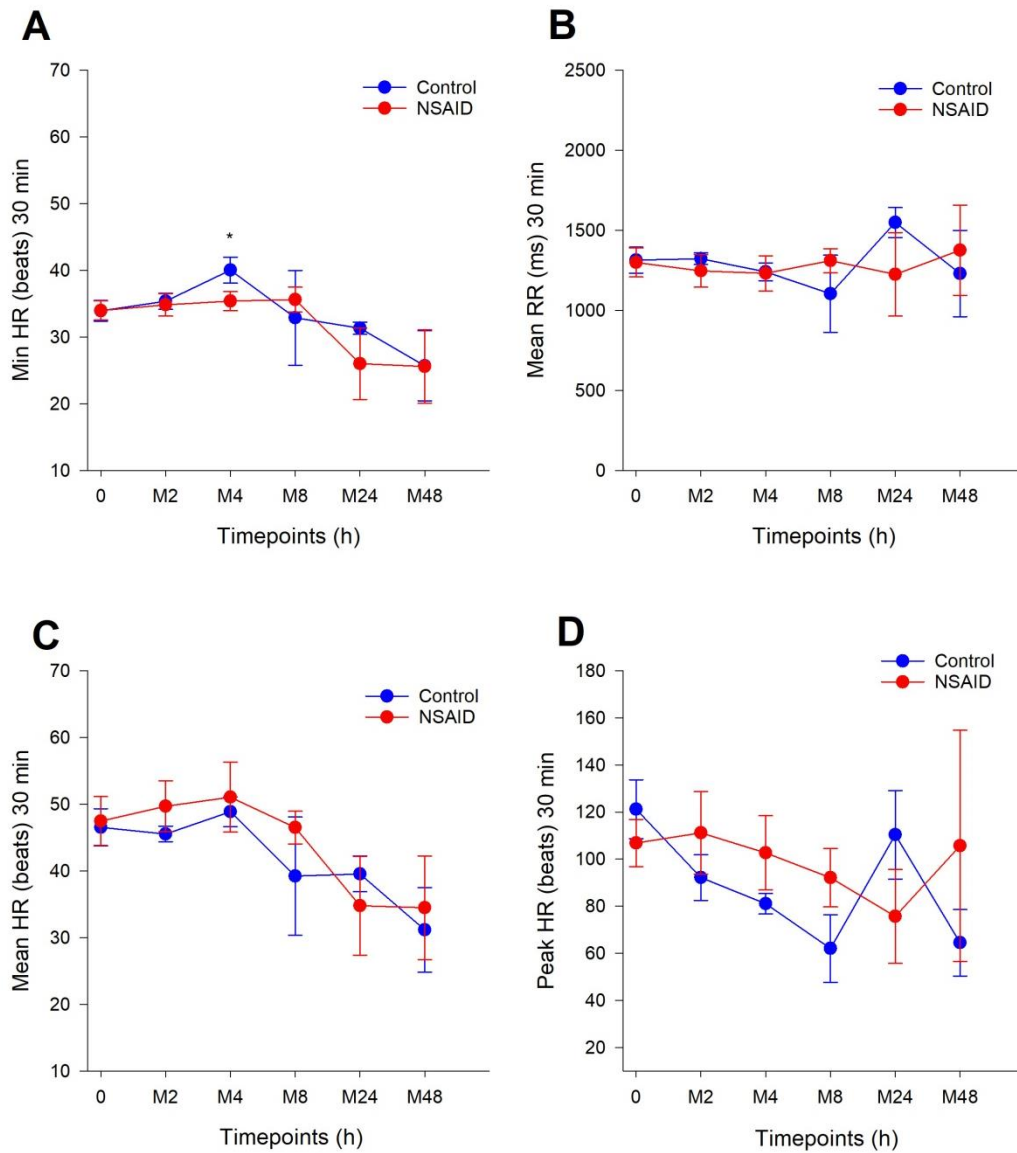 A
Min HR (beats) 30 min
70
60
50
40
30
20
10
*
Control
NSAID
0 M2 M4 M8 M24 M48
Timepoints (h)
B
Mean RR (ms) 30 min
2500
2000
1500
1000
500
0
Control
NSAID
0 M2 M4 M8 M24 M48
Timepoints (h)
C
Mean HR (beats) 30 min
70
60
50
40
30
20
10
Control
NSAID
0 M2 M4 M8 M24 M48
Timepoints (h)
D
Peak HR (beats) 30 min
180
160
140
120
100
80
60
40
20
Control
NSAID
0 M2 M4 M8 M24 M48
Timepoints (h)